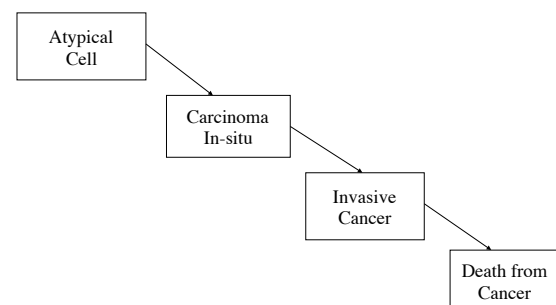 Atypical
Cell
Carcinoma
In-situ
Invasive
Cancer
Death from
Cancer